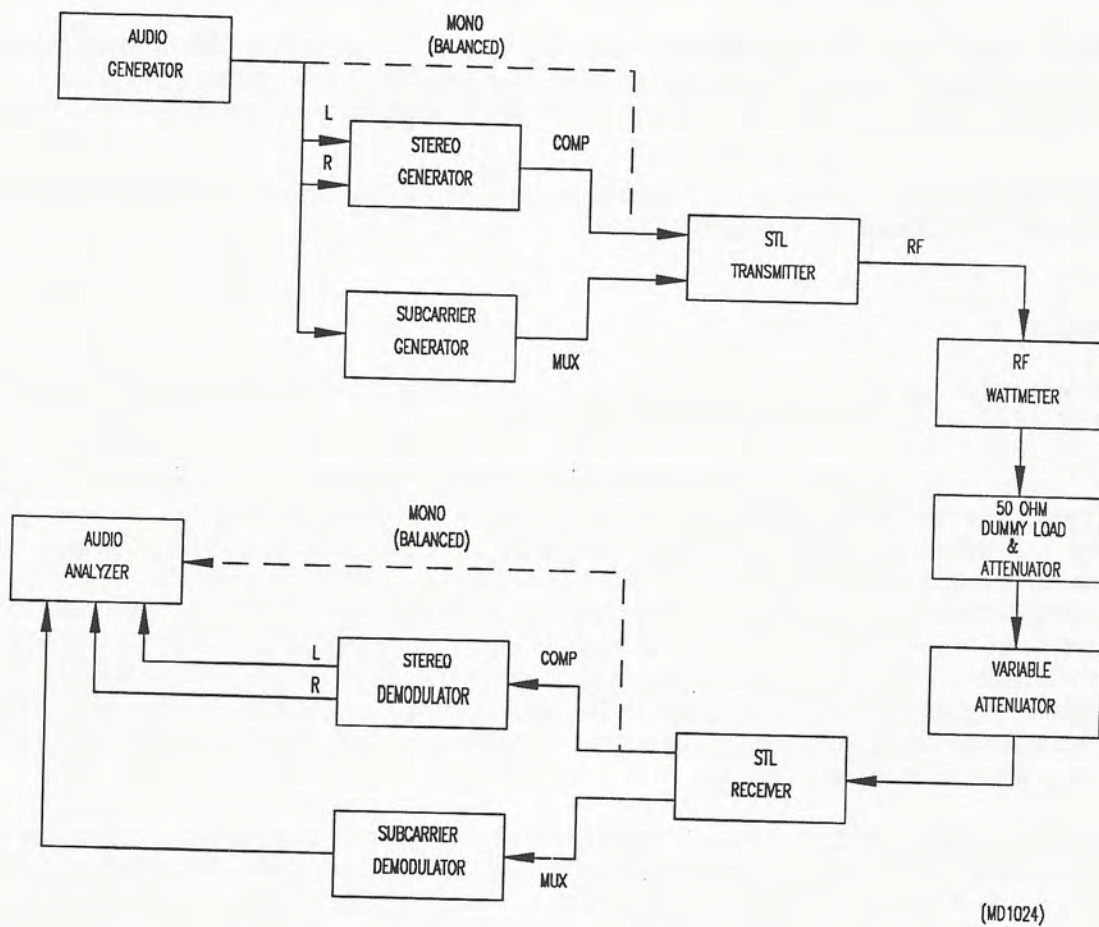 MONO
(BALANCED)
AUDIO
GENERATOR
L
R
STEREO
GENERATOR
COMP
STL
TRANSMITTER
RF
SUBCARRIER
GENERATOR
MUX
RF
WATTMETER
50 OHM
DUMMY LOAD
&
ATTENUATOR
MONO
(BALANCED)
AUDIO
ANALYZER
L
R
STEREO
DEMODULATOR
COMP
VARIABLE
ATTENUATOR
STL
RECEIVER
SUBCARRIER
DEMODULATOR
MUX
(MD1024)